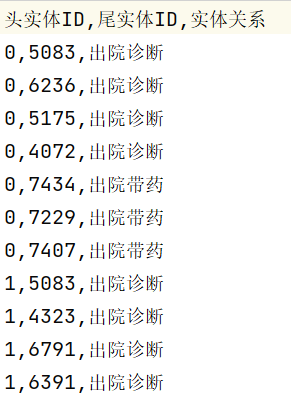 头实体ID,尾实体ID,实体关系
0,5083,出院诊断
0,6236,出院诊断
0,5175,出院诊断
0,4072,出院诊断
0,7434,出院带药
0,7229,出院带药
0,7407,出院带药
1,5083,出院诊断
1,4323,出院诊断
1,6791,出院诊断
1,6391,出院诊断